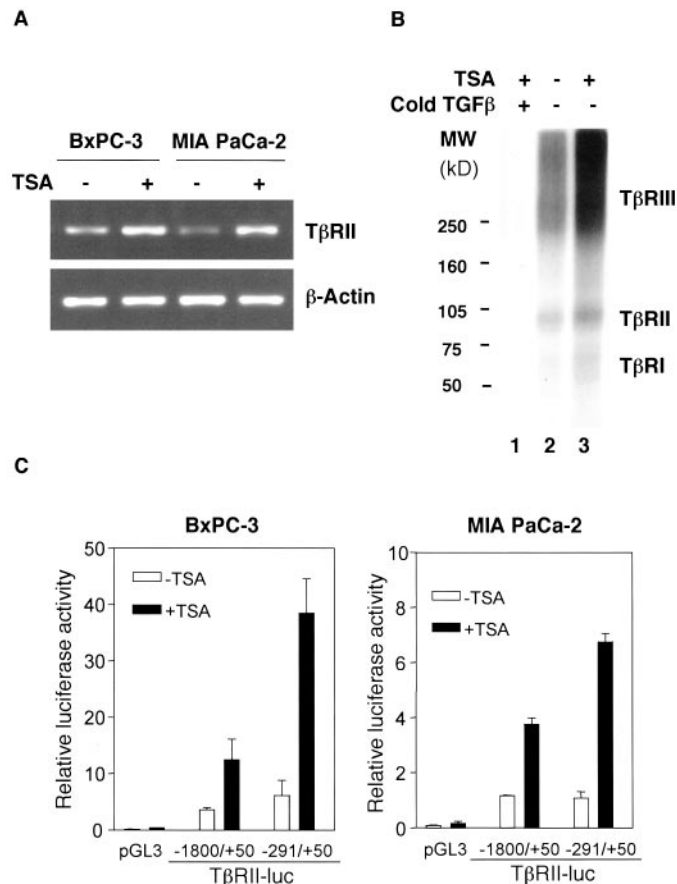 A
BxPC-3 MIA PaCa-2
TSA - + - +
TβRII
β-Actin
B
TSA + - +
Cold TGFβ + - -
MW
(kD)
TβRIII
250
160
105
TβRII
75
TβRI
50
1 2 3
C
BxPC-3
Relative luciferase activity
50
40
30
20
10
0
-TSA
+TSA
pGL3 -1800/+50 -291/+50
TβRII-luc
MIA PaCa-2
Relative luciferase activity
10
8
6
4
2
0
-TSA
+TSA
pGL3 -1800/+50 -291/+50
TβRII-luc